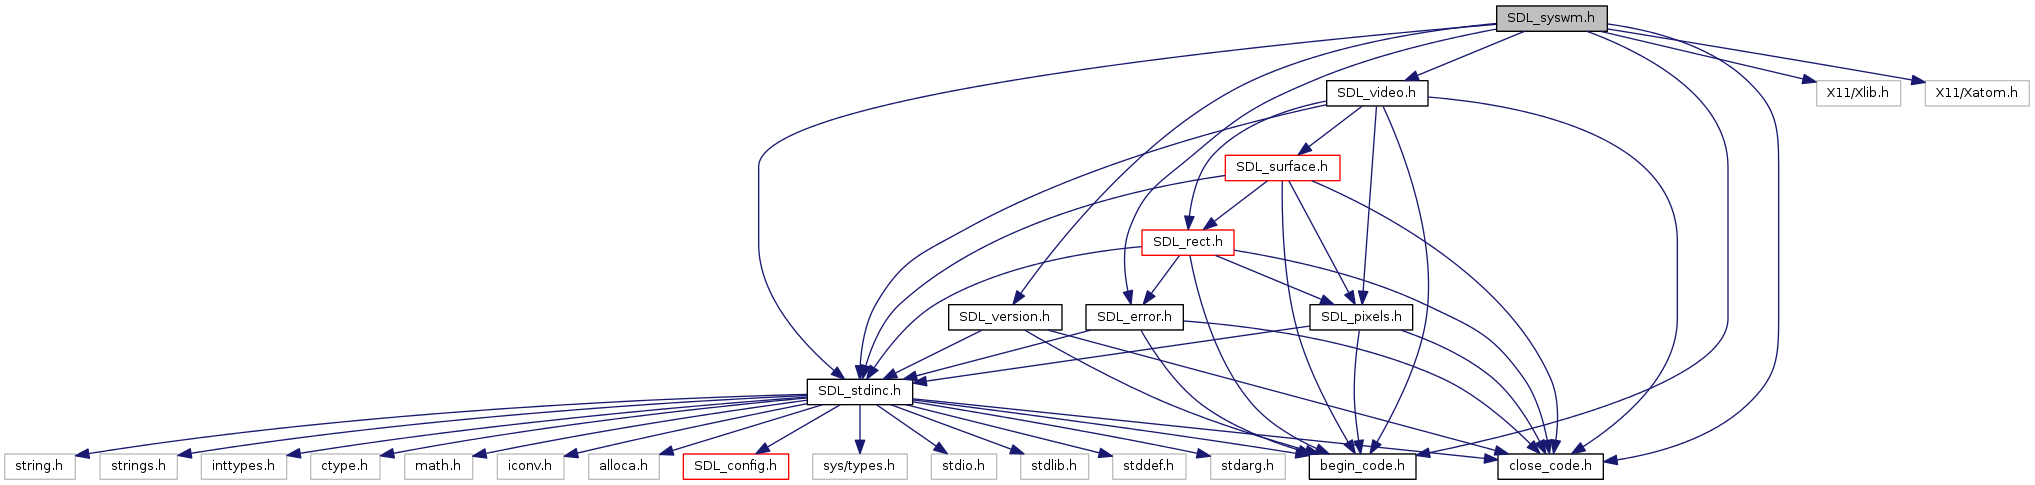 SDL_syswm.h
SDL_video.h
X11/Xlib.h
X11/Xatom.h
SDL_surface.h
SDL_rect.h
SDL_version.h
SDL_error.h
SDL_pixels.h
SDL_stdinc.h
string.h
strings.h
inttypes.h
ctype.h
math.h
iconv.h
alloca.h
SDL_config.h
sys/types.h
stdio.h
stdlib.h
stddef.h
stdarg.h
begin_code.h
close_code.h